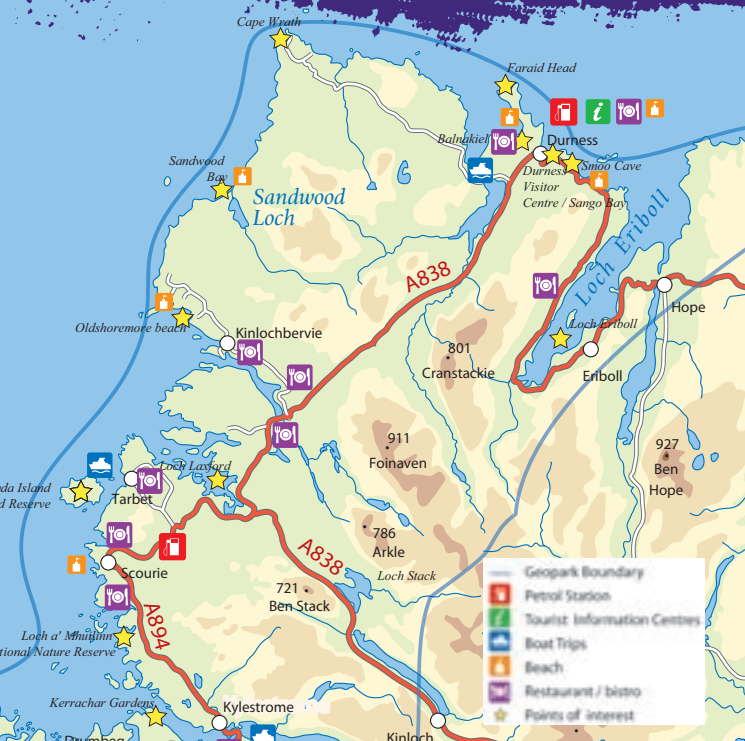 Cape Wrath
Faraid Head
Balnakiel
Durness
Smoo Cave
Durness
Visitor
Centre / Sango Bay
Sandwood
Bay
Sandwood
Loch
Loch Eriboll
A838
Hope
Oldshoremore beach
Kinlochbervie
Loch Eriboll
801
Cranstackie
Eriboll
911
Foinaven
927
Ben
Hope
Loch Laxford
Island
Reserve
Tarbet
786
Arkle
A838
Loch Stack
Scourie
721
Ben Stack
A894
Loch a' Mhuilinn
Nature Reserve
Kerrachar Gardens
Kylestrome
Kinloch
Geopark Boundary
Petrol Station
Tourist Information Centres
Boat Trips
Beach
Restaurant / bistro
Points of interest